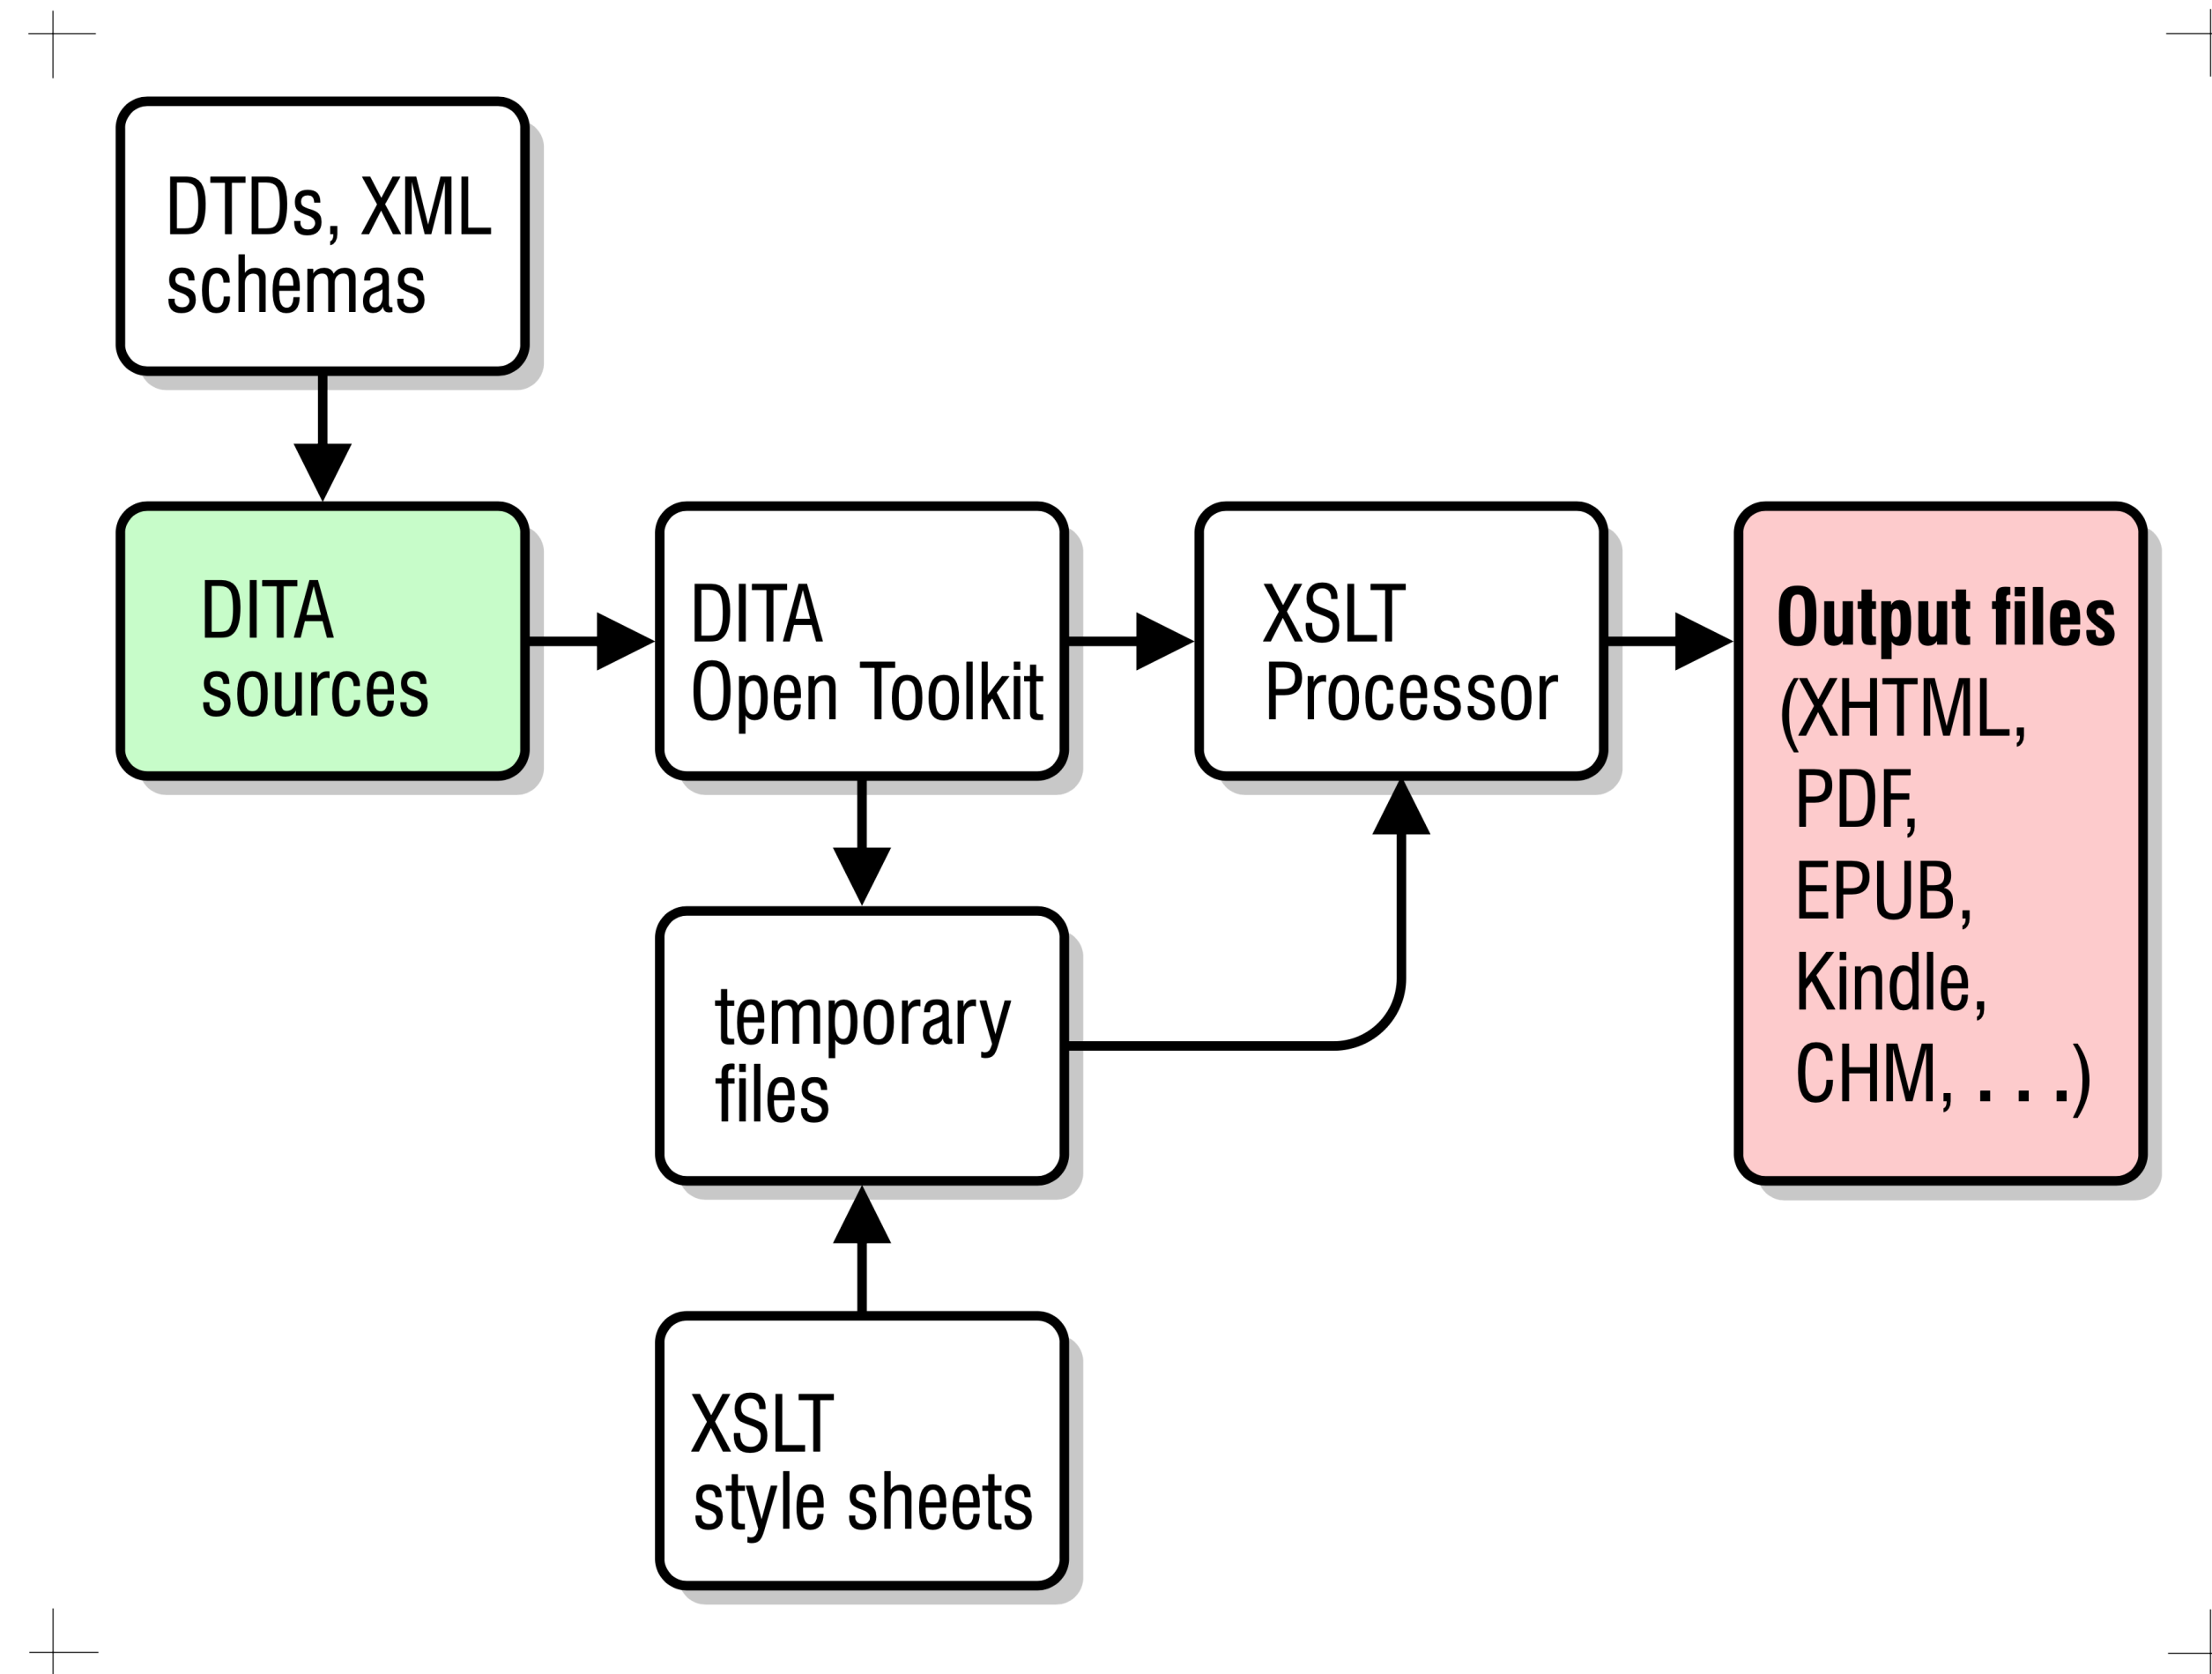 DTDs, XML
schemas
DITA
sources
DITA
Open Toolkit
XSLT
Processor
Output files
(XHTML,
PDF,
EPUB,
Kindle,
CHM, . . .)
temporary
files
XSLT
style sheets